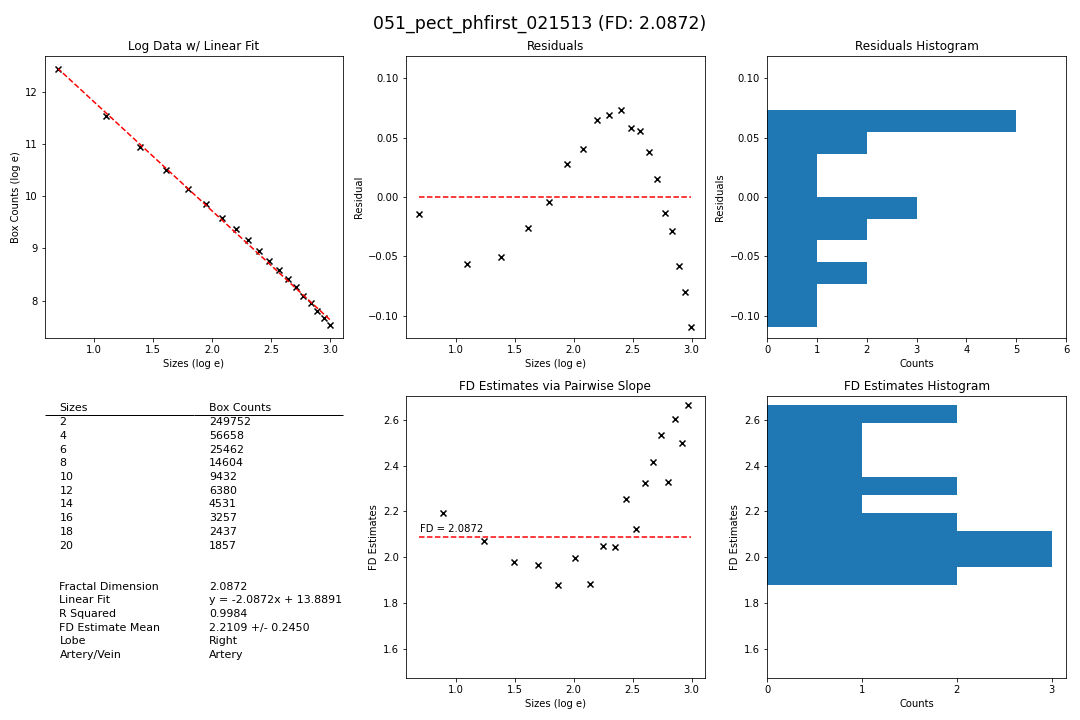 051_pect_phfirst_021513 (FD: 2.0872)
Log Data w/ Linear Fit
Box Counts (log e)
12
11
10
9
8
1.0 1.5 2.0 2.5 3.0
Sizes (log e)
Residuals
Residual
0.10
0.05
0.00
−0.05
−0.10
1.0 1.5 2.0 2.5 3.0
Sizes (log e)
Residuals Histogram
Residuals
0.10
0.05
0.00
−0.05
−0.10
0 1 2 3 4 5 6
Counts
Sizes Box Counts
2 249752
4 56658
6 25462
8 14604
10 9432
12 6380
14 4531
16 3257
18 2437
20 1857
Fractal Dimension 2.0872
Linear Fit y = -2.0872x + 13.8891
R Squared 0.9984
FD Estimate Mean 2.2109 +/- 0.2450
Lobe Right
Artery/Vein Artery
FD Estimates via Pairwise Slope
FD Estimates
2.6
2.4
2.2
2.0
1.8
1.6
FD = 2.0872
1.0 1.5 2.0 2.5 3.0
Sizes (log e)
FD Estimates Histogram
FD Estimates
2.6
2.4
2.2
2.0
1.8
1.6
0 1 2 3
Counts